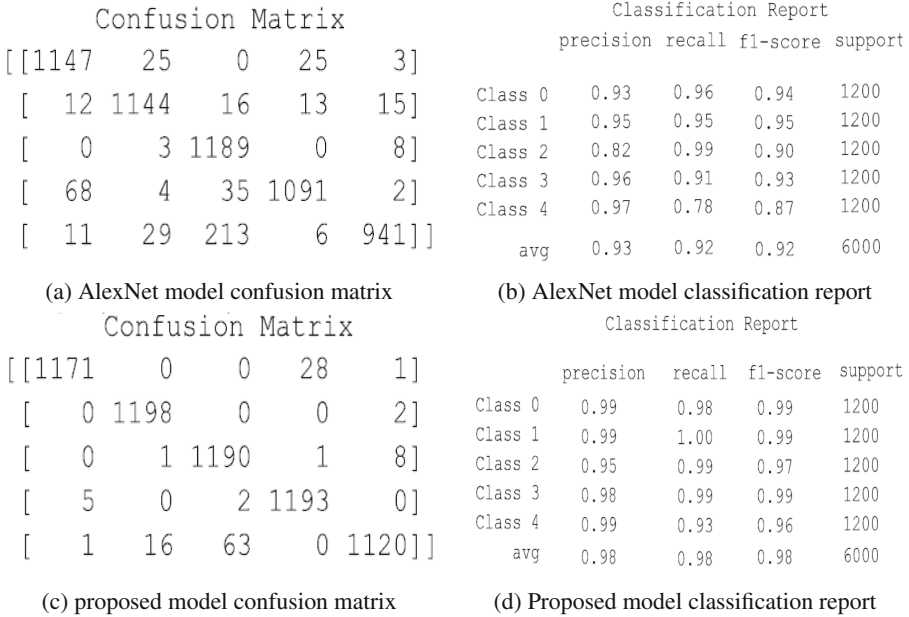 Confusion Matrix
[[1147 25 0 25 3]
[ 12 1144 16 13 15]
[ 0 3 1189 0 8]
[ 68 4 35 1091 2]
[ 11 29 213 6 941]]
(a) AlexNet model confusion matrix
Classification Report
precision recall f1-score support
Class 0 0.93 0.96 0.94 1200
Class 1 0.95 0.95 0.95 1200
Class 2 0.82 0.99 0.90 1200
Class 3 0.96 0.91 0.93 1200
Class 4 0.97 0.78 0.87 1200
avg 0.93 0.92 0.92 6000
(b) AlexNet model classification report
Confusion Matrix
[[1171 0 0 28 1]
[ 0 1198 0 0 2]
[ 0 1 1190 1 8]
[ 5 0 2 1193 0]
[ 1 16 63 0 1120]]
(c) proposed model confusion matrix
Classification Report
precision recall f1-score support
Class 0 0.99 0.98 0.99 1200
Class 1 0.99 1.00 0.99 1200
Class 2 0.95 0.99 0.97 1200
Class 3 0.98 0.99 0.99 1200
Class 4 0.99 0.93 0.96 1200
avg 0.98 0.98 0.98 6000
(d) Proposed model classification report